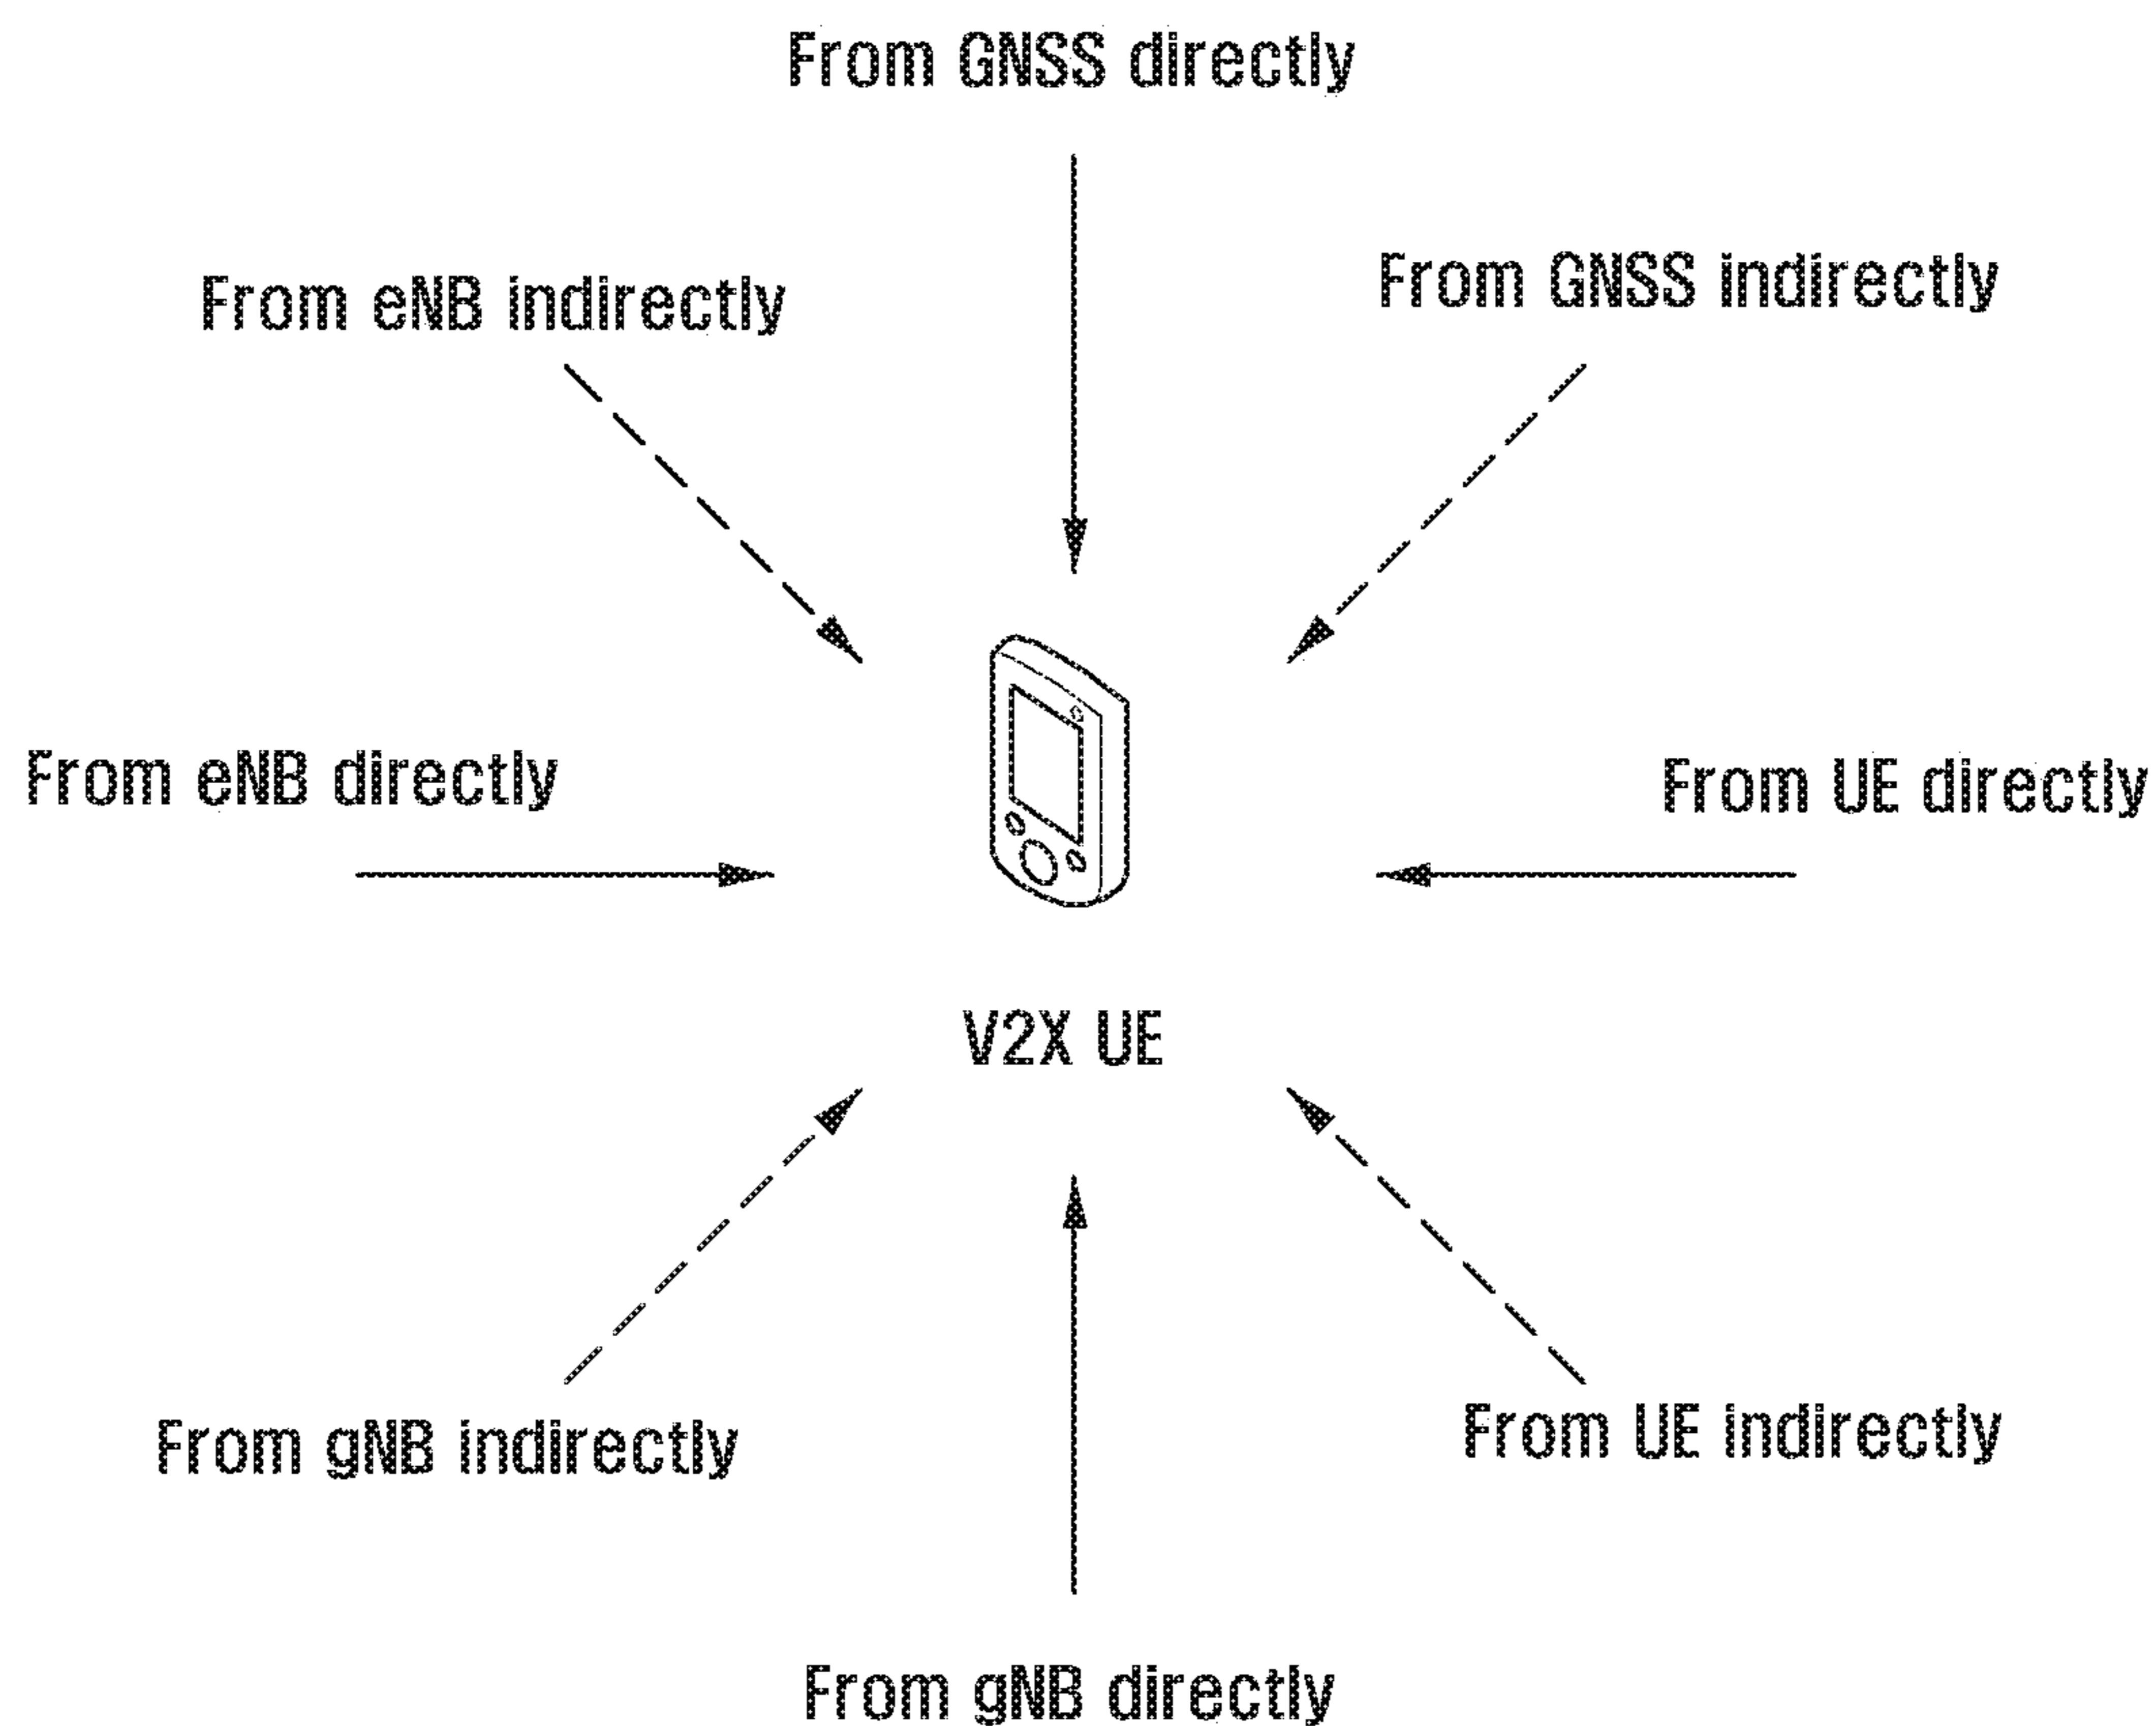 From GNSS directly
From GNSS indirectly
From eNB indirectly
From eNB directly
From UE directly
V2X UE
From gNB indirectly
From UE indirectly
From gNB directly